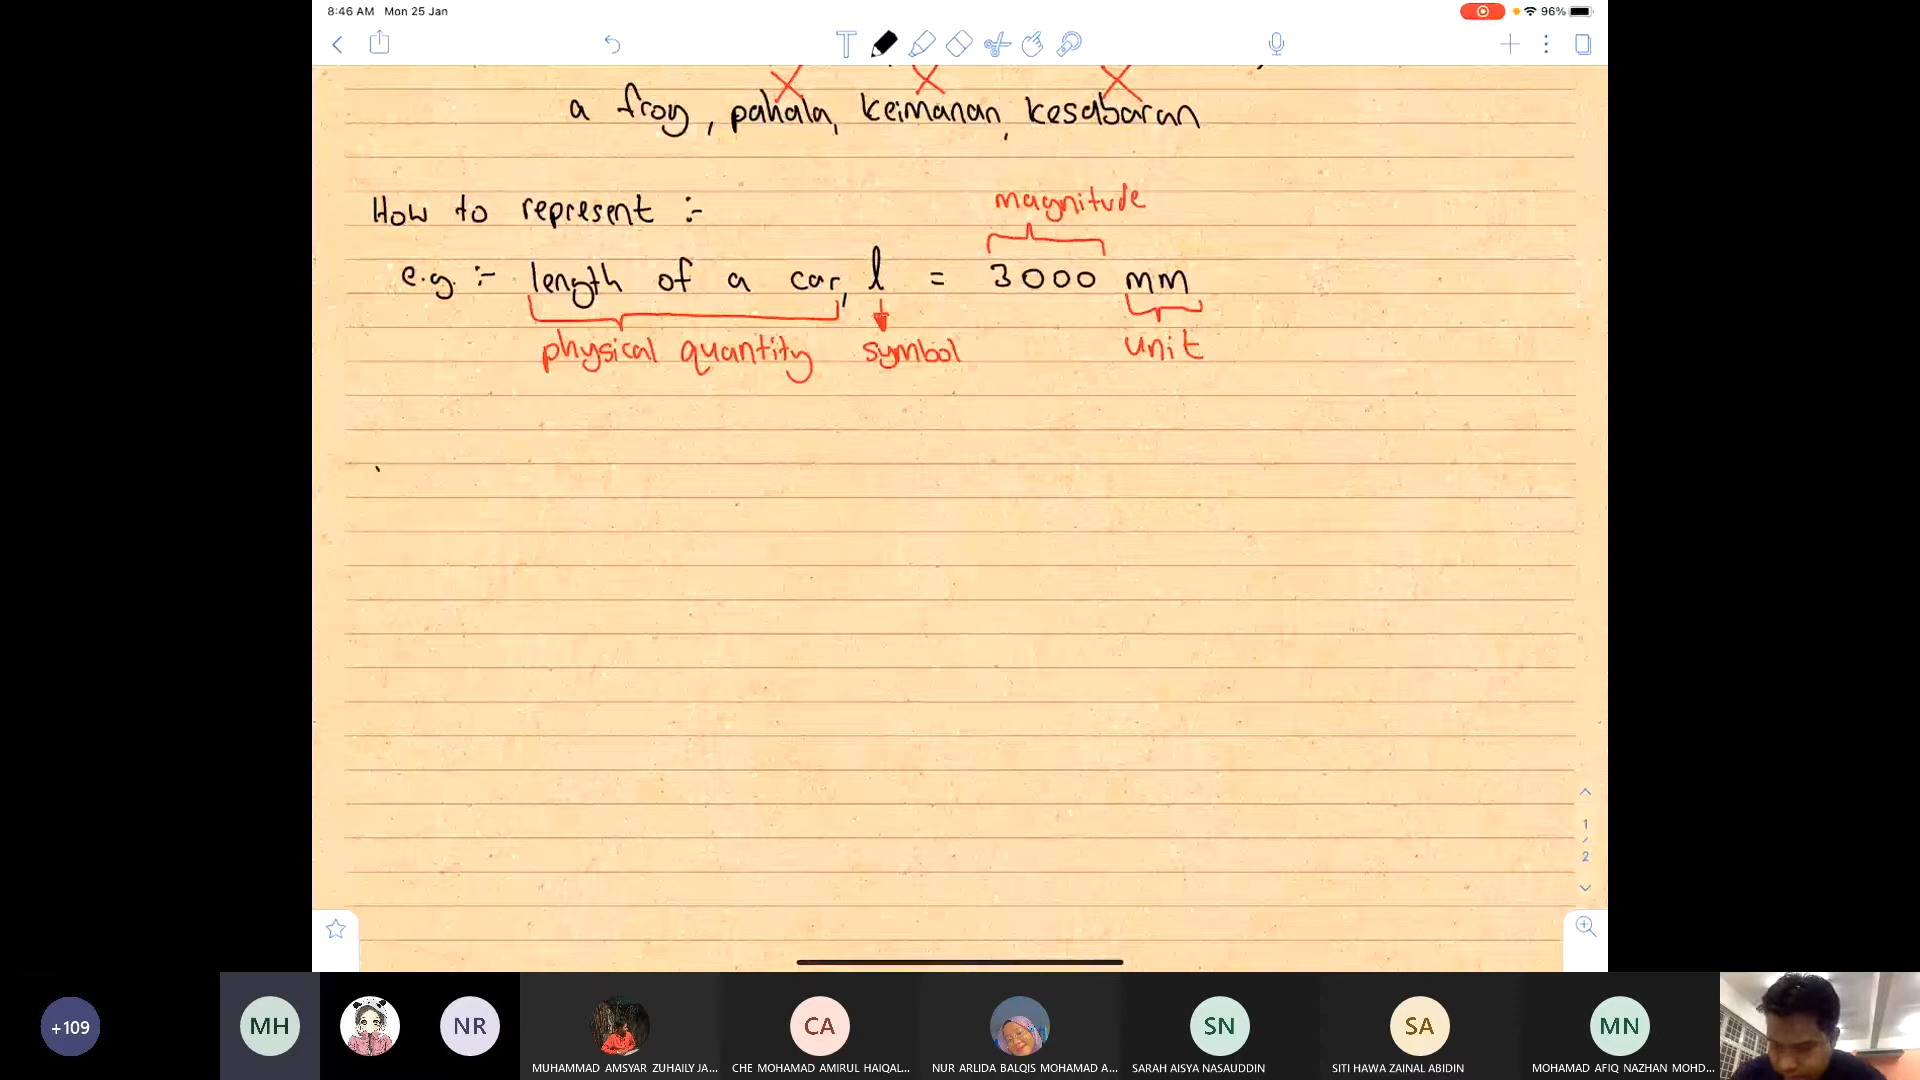 8:46 AM Mon 25 Jan
96%
T
a frog, pahala, keimanan, kesabaran
How to represent :-
magnitude
e.g. :- length of a car, l = 3000 mm
physical quantity symbol unit
1
/
2
+109
MH
NR
CA
SN
SA
MN
MUHAMMAD AMSYAR ZUHAILY JA...
CHE MOHAMAD AMIRUL HAIQAL...
NUR ARLIDA BALQIS MOHAMAD A...
SARAH AISYA NASAUDDIN
SITI HAWA ZAINAL ABIDIN
MOHAMAD AFIQ NAZHAN MOHD...